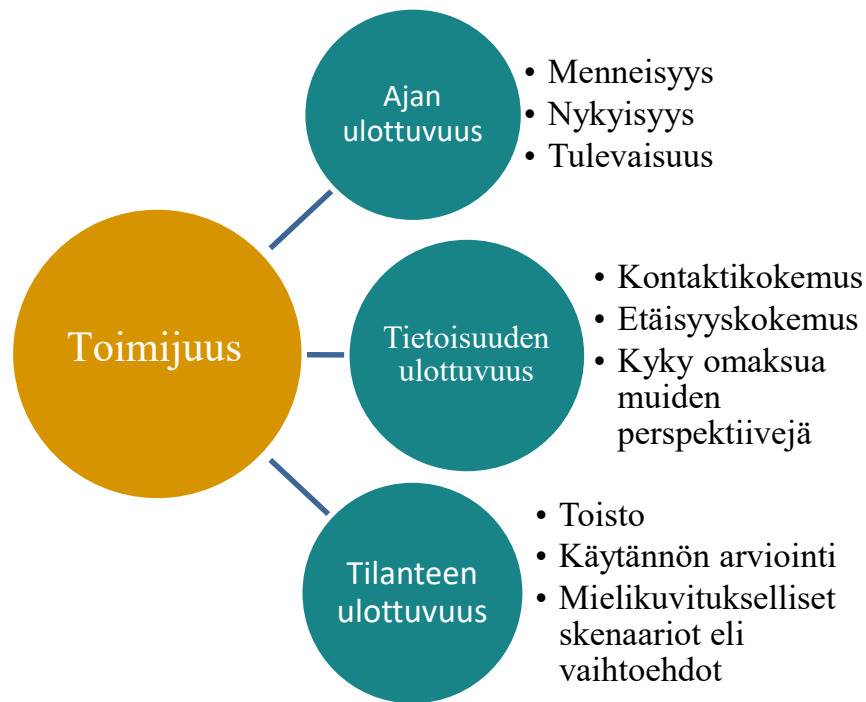 Toimijuus
Ajan
ulottuvuus
• Menneisyys
• Nykyisyys
• Tulevaisuus
Tietoisuuden
ulottuvuus
• Kontaktikokemus
• Etäisyyskokemus
• Kyky omaksua
muiden
perspektiivejä
Tilanteen
ulottuvuus
• Toisto
• Käytännön arviointi
• Mielikuvitukselliset
skenaariot eli
vaihtoehdot